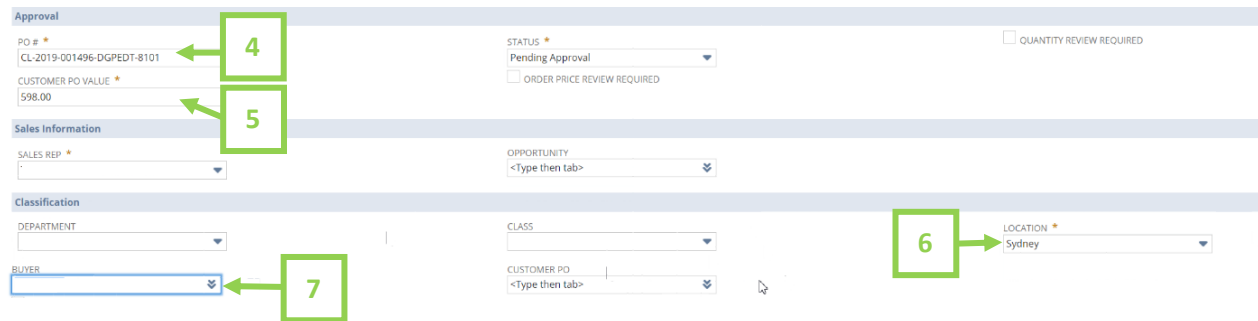 Approval
PO # *
CL-2019-001496-DGPEDT-8101
4
STATUS *
Pending Approval
QUANTITY REVIEW REQUIRED
CUSTOMER PO VALUE *
598.00
5
ORDER PRICE REVIEW REQUIRED
Sales Information
SALES REP *
OPPORTUNITY
<Type then tab>
Classification
DEPARTMENT
CLASS
6
LOCATION *
Sydney
BUYER
7
CUSTOMER PO
<Type then tab>